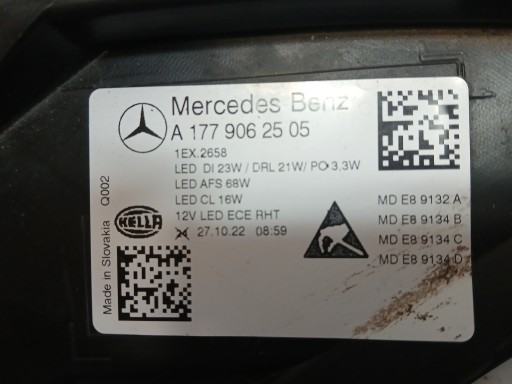 Mercedes Benz
A 177 906 25 05
1EX.2658
LED DI 23W / DRL 21W / PO 3,3W
LED AFS 68W
LED CL 16W
12V LED ECE RHT
27.10.22 08:59
HELLA
Made in Slovakia Q002
MD E8 9132 A
MD E8 9134 B
MD E8 9134 C
MD E8 9134 D